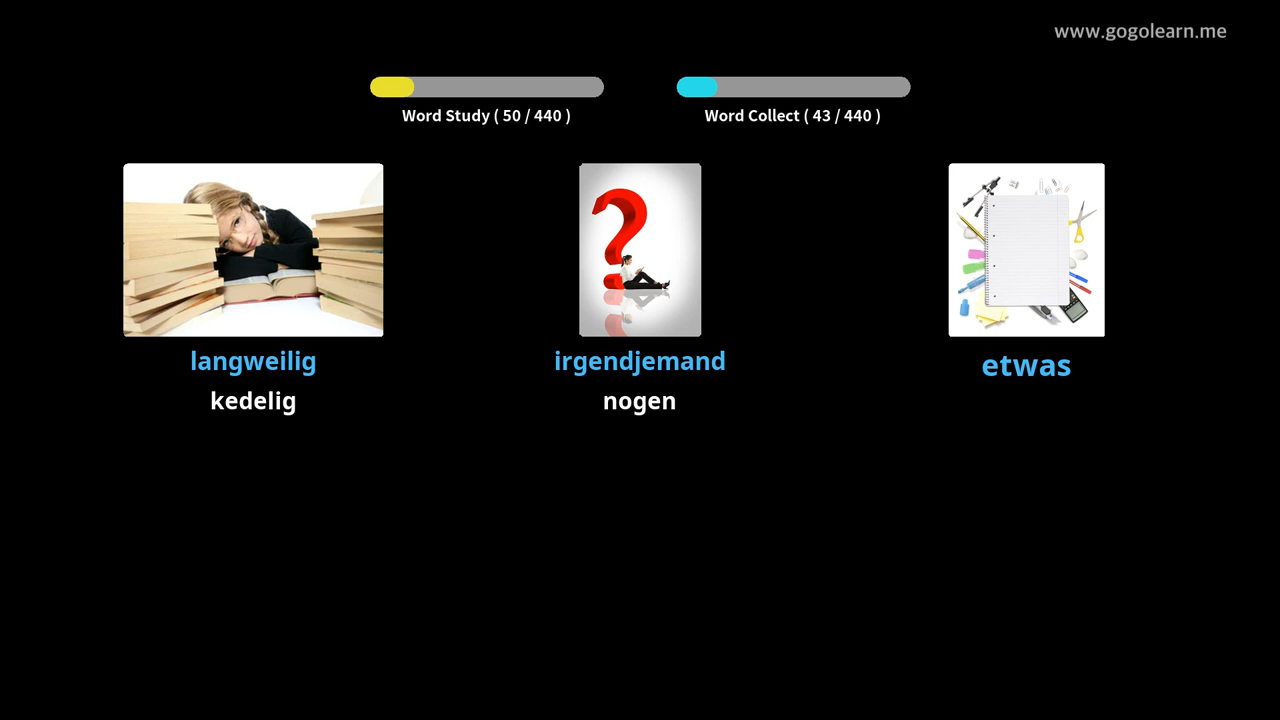 www.gogolearn.me
Word Study ( 50 / 440 )
Word Collect ( 43 / 440 )
langweilig
kedelig
irgendjemand
nogen
etwas